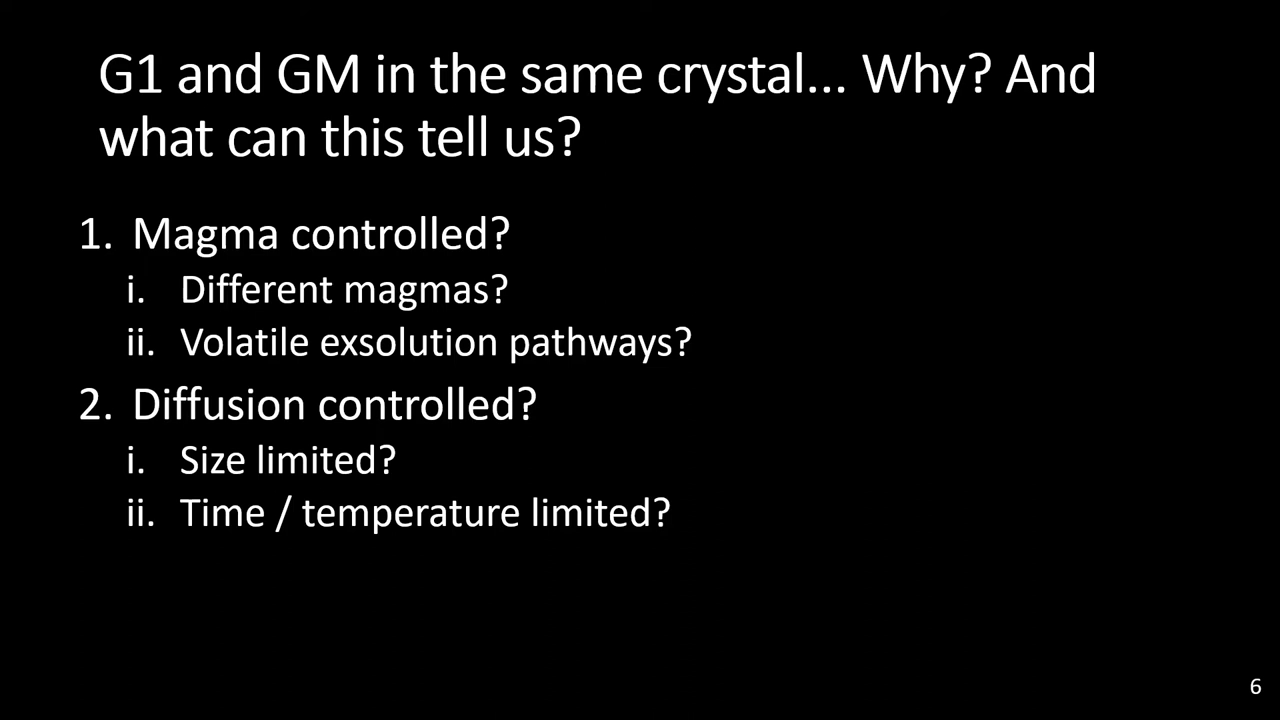 G1 and GM in the same crystal... Why? And
what can this tell us?
1. Magma controlled?
i. Different magmas?
ii. Volatile exsolution pathways?
2. Diffusion controlled?
i. Size limited?
ii. Time / temperature limited?
6